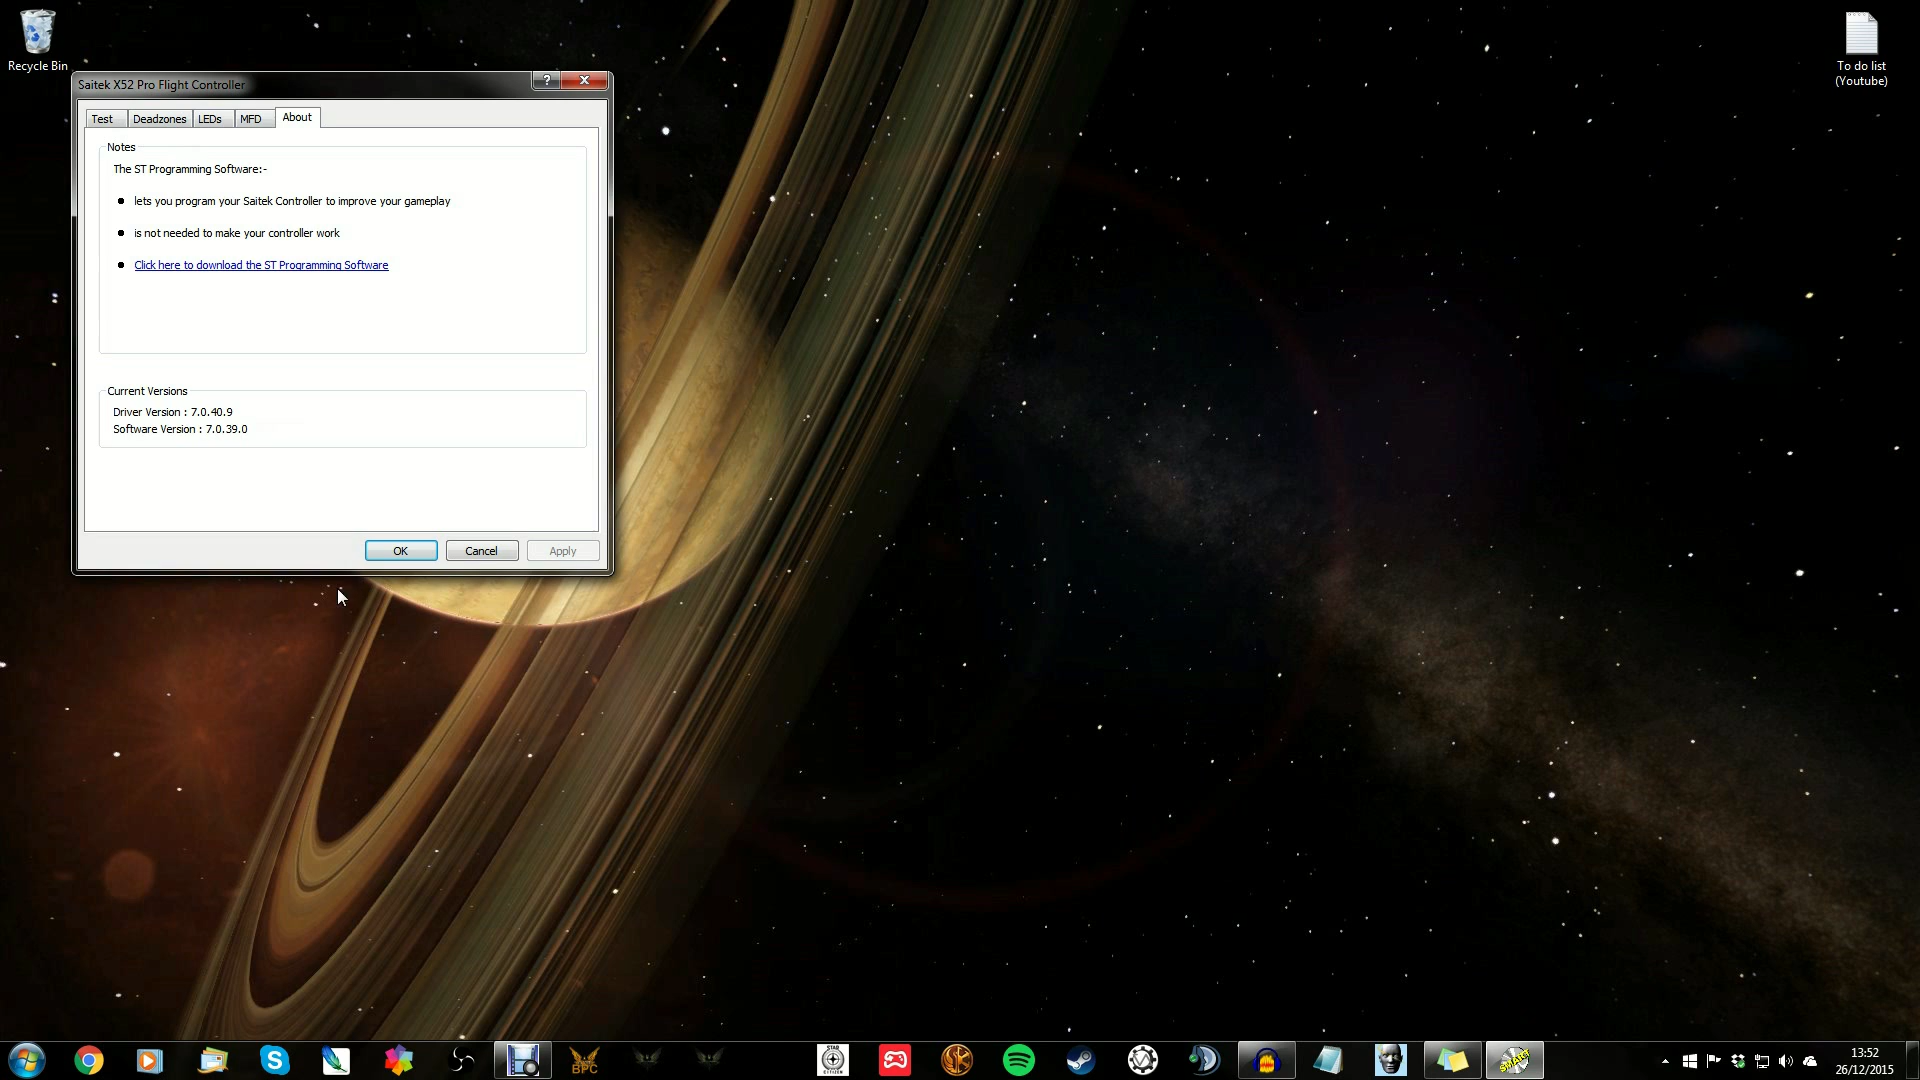 Recycle Bin
To do list
(Youtube)
Saitek X52 Pro Flight Controller
?
Test
Deadzones
LEDs
MFD
About
Notes
The ST Programming Software:-
lets you program your Saitek Controller to improve your gameplay
is not needed to make your controller work
Click here to download the ST Programming Software
Current Versions
Driver Version : 7.0.40.9
Software Version : 7.0.39.0
OK
Cancel
Apply
BPC
STAR
CITIZEN
SMART
13:52
26/12/2015